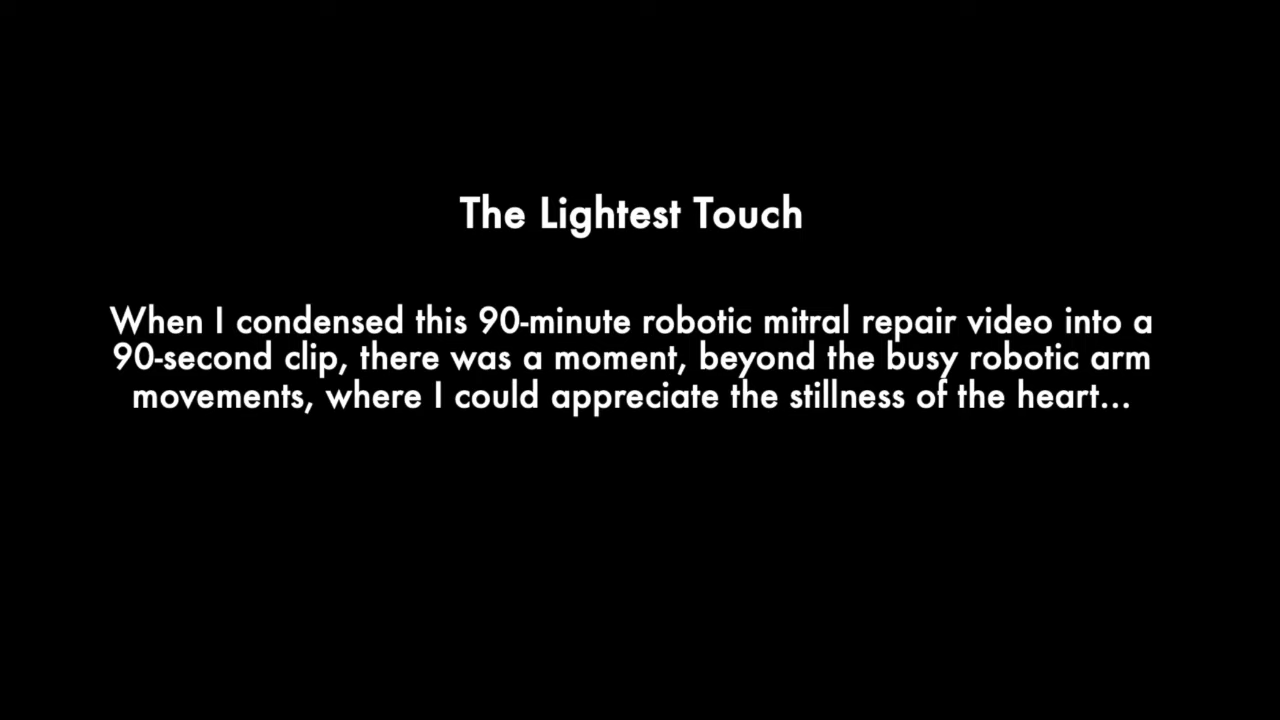 The Lightest Touch
When I condensed this 90-minute robotic mitral repair video into a
90-second clip, there was a moment, beyond the busy robotic arm
movements, where I could appreciate the stillness of the heart...